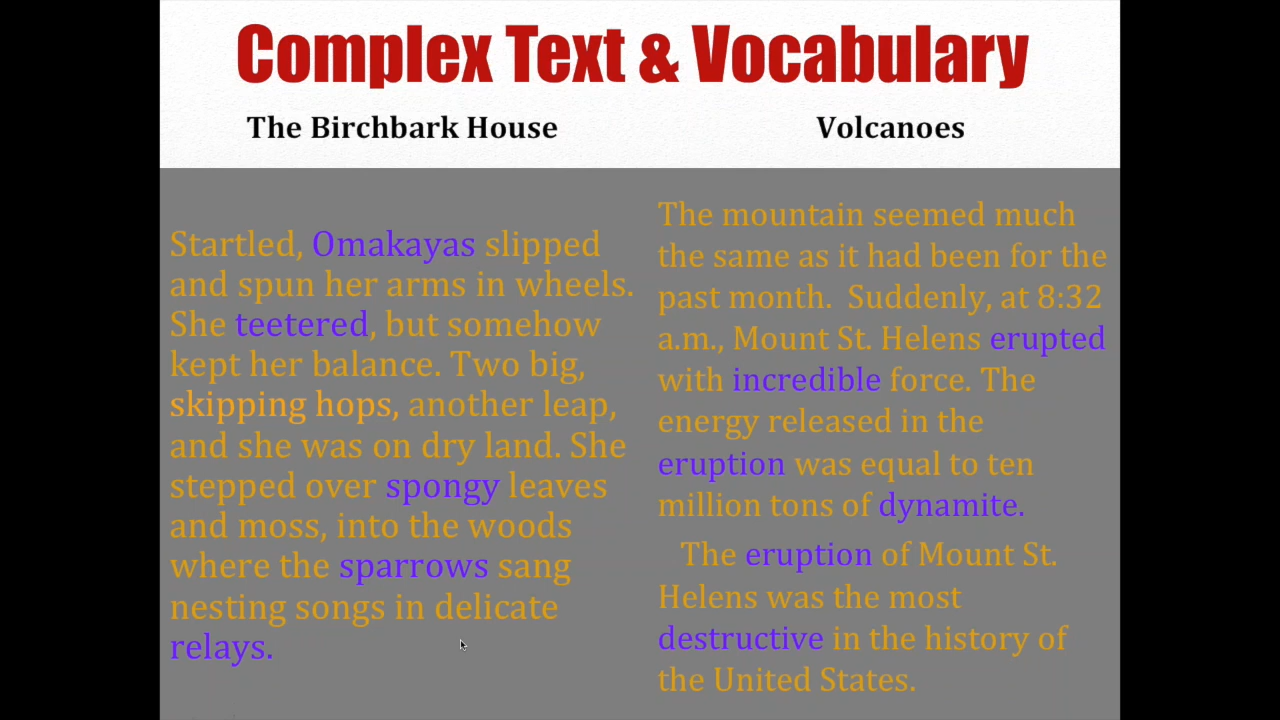 Complex Text & Vocabulary
The Birchbark House
Startled, Omakayas slipped
and spun her arms in wheels.
She teetered, but somehow
kept her balance. Two big,
skipping hops, another leap,
and she was on dry land. She
stepped over spongy leaves
and moss, into the woods
where the sparrows sang
nesting songs in delicate
relays.
Volcanoes
The mountain seemed much
the same as it had been for the
past month. Suddenly, at 8:32
a.m., Mount St. Helens erupted
with incredible force. The
energy released in the
eruption was equal to ten
million tons of dynamite.
The eruption of Mount St.
Helens was the most
destructive in the history of
the United States.